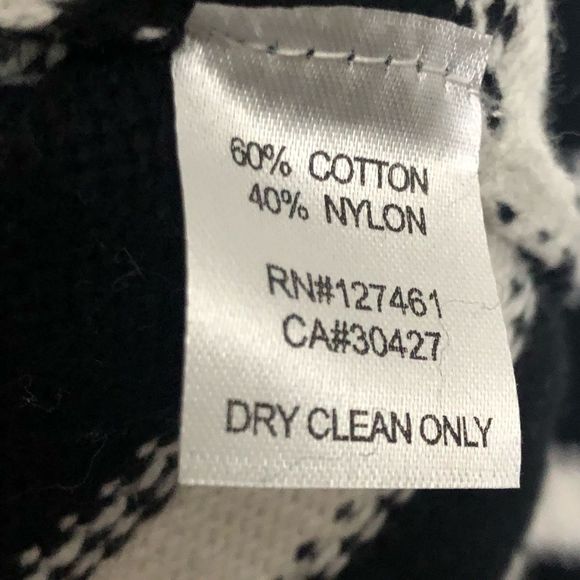 60% COTTON
40% NYLON
RN#127461
CA#30427
DRY CLEAN ONLY